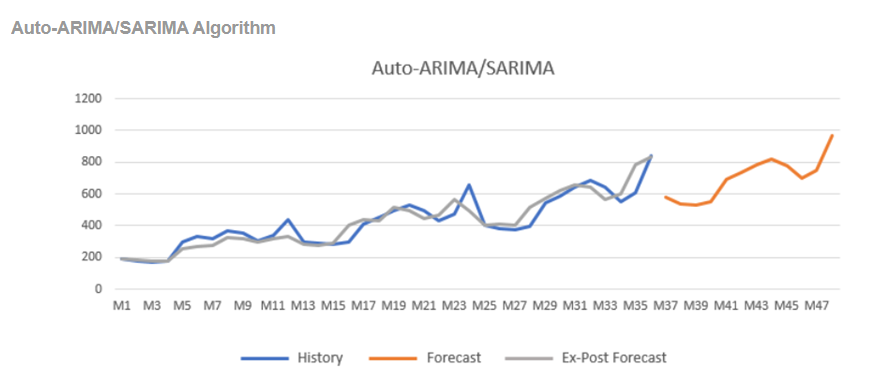 Auto-ARIMA/SARIMA Algorithm
Auto-ARIMA/SARIMA
1200
1000
800
600
400
200
0
M1 M3 M5 M7 M9 M11 M13 M15 M17 M19 M21 M23 M25 M27 M29 M31 M33 M35 M37 M39 M41 M43 M45 M47
History Forecast Ex-Post Forecast